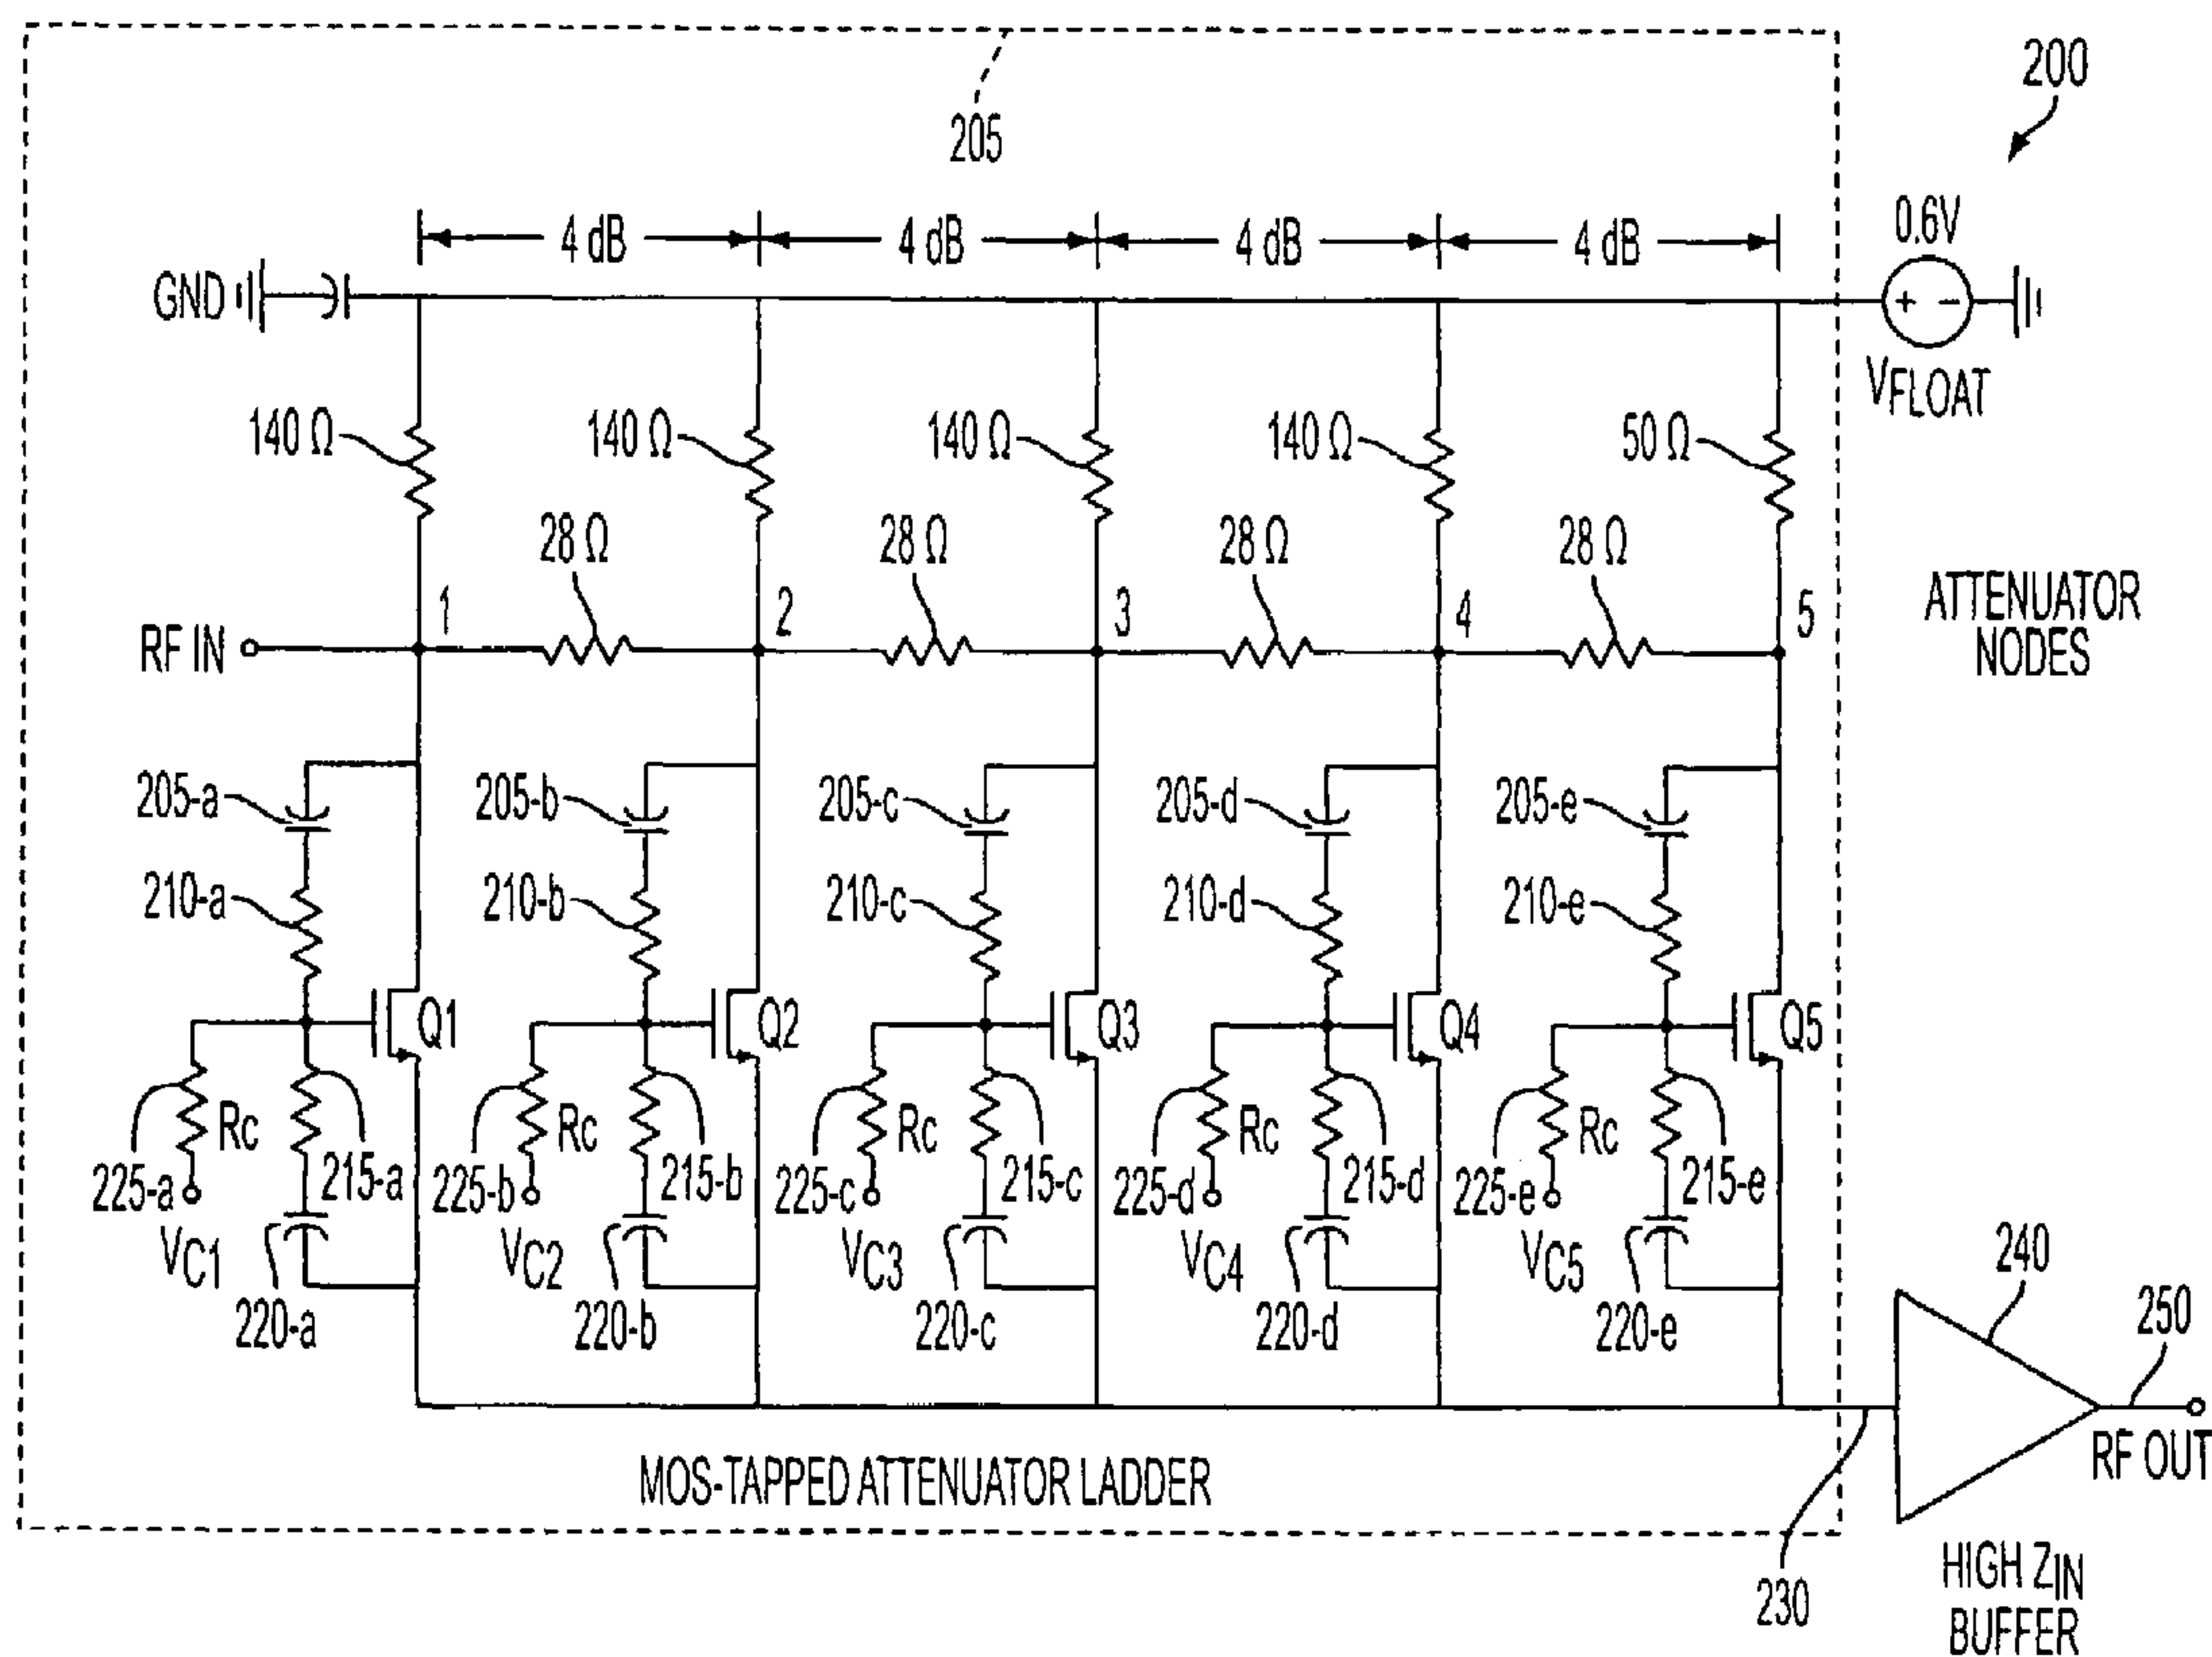 200
205
0.6V
4 dB 4 dB 4 dB 4 dB
GND
VFLOAT
140 Ω 140 Ω 140 Ω 140 Ω 50 Ω
28 Ω 28 Ω 28 Ω 28 Ω
RF IN 1 2 3 4 5
ATTENUATOR
NODES
205-a 205-b 205-c 205-d 205-e
210-a 210-b 210-c 210-d 210-e
Q1 Q2 Q3 Q4 Q5
Rc Rc Rc Rc Rc
225-a 215-a 225-b 215-b 225-c 215-c 225-d 215-d 225-e 215-e
VC1 VC2 VC3 VC4 VC5
220-a 220-b 220-c 220-d 220-e
240
250
RF OUT
MOS-TAPPED ATTENUATOR LADDER
230
HIGH ZIN
BUFFER